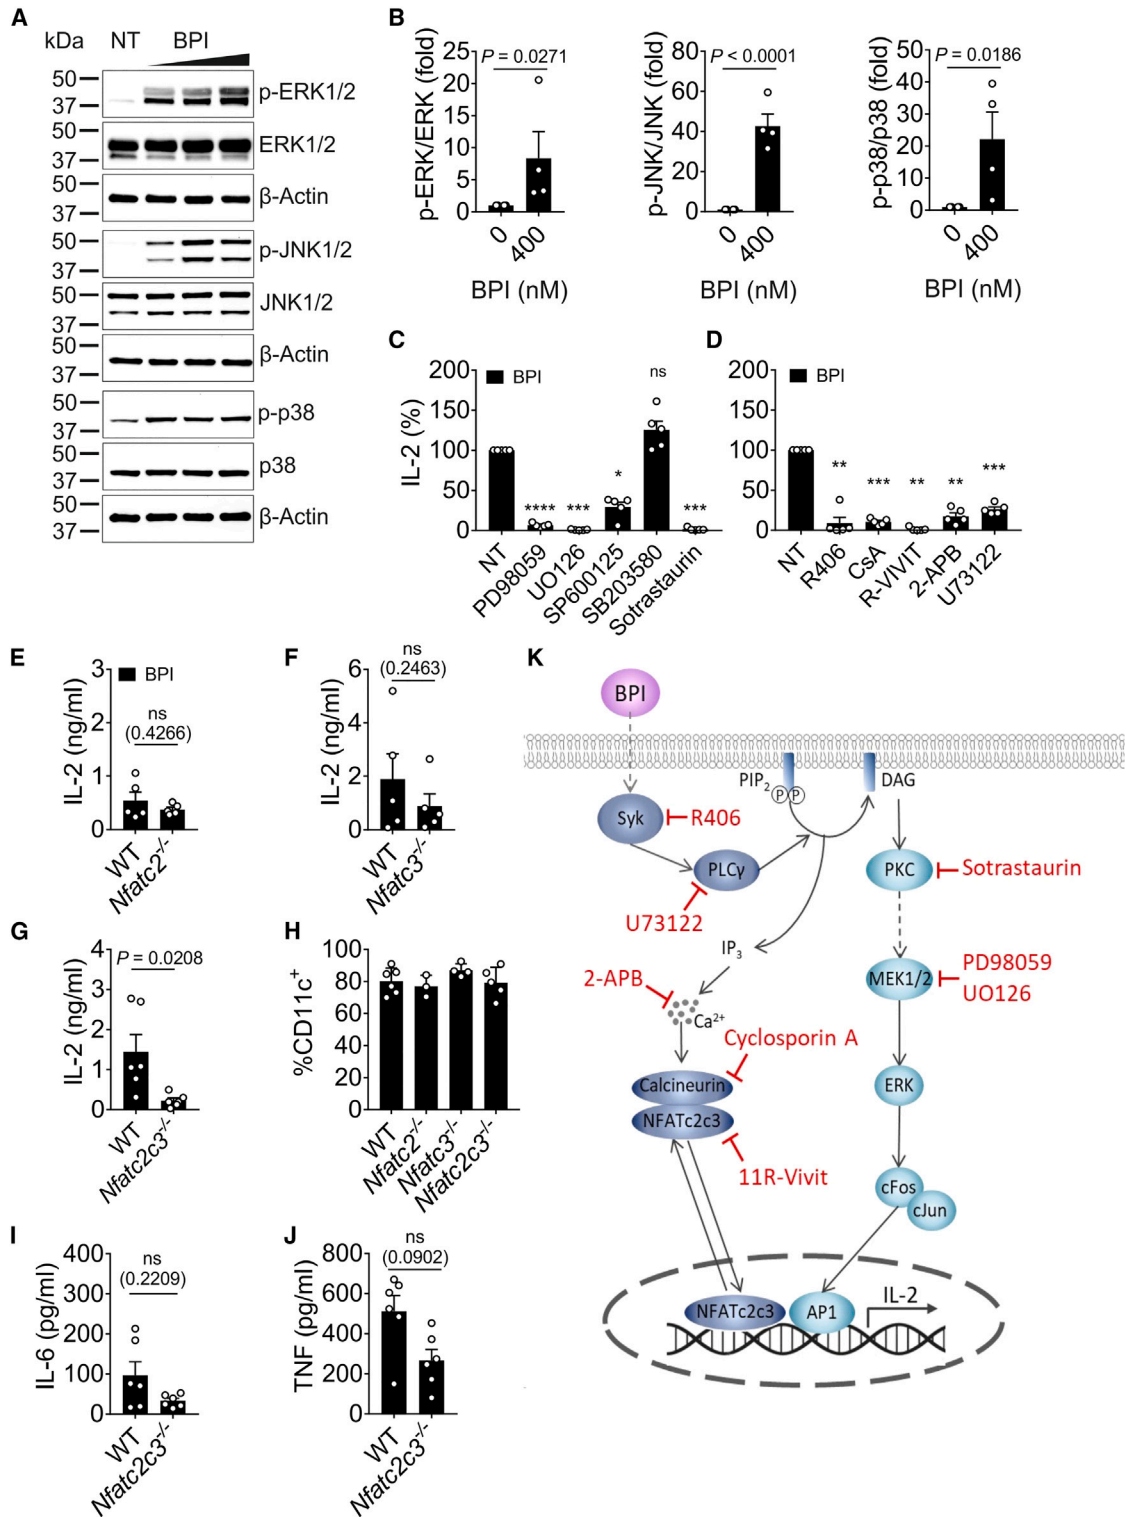 A
kDa NT BPI
50
37
p-ERK1/2
50
37
ERK1/2
50
37
β-Actin
50
37
p-JNK1/2
50
37
JNK1/2
50
37
β-Actin
50
37
p-p38
50
37
p38
50
37
β-Actin
B
p-ERK/ERK (fold)
25
20
15
10
5
0
P = 0.0271
0
400
BPI (nM)
p-JNK/JNK (fold)
80
60
40
20
0
P < 0.0001
0
400
BPI (nM)
p-p38/p38 (fold)
50
40
30
20
10
0
P = 0.0186
0
400
BPI (nM)
C
IL-2 (%)
200
150
100
50
0
BPI
****
***
*
ns
***
NT
PD98059
UO126
SP600125
SB203580
Sotrastaurin
D
200
150
100
50
0
BPI
**
***
**
**
***
NT
R406
CsA
R-VIVIT
2-APB
U73122
E
IL-2 (ng/ml)
3
2
1
0
BPI
ns
(0.4266)
WT
Nfatc2-/-
F
IL-2 (ng/ml)
6
4
2
0
ns
(0.2463)
WT
Nfatc3-/-
G
IL-2 (ng/ml)
4
3
2
1
0
P = 0.0208
WT
Nfatc2c3-/-
H
%CD11c+
100
80
60
40
20
0
WT
Nfatc2-/-
Nfatc3-/-
Nfatc2c3-/-
I
IL-6 (pg/ml)
400
300
200
100
0
ns
(0.2209)
WT
Nfatc2c3-/-
J
TNF (pg/ml)
800
600
400
200
0
ns
(0.0902)
WT
Nfatc2c3-/-
K
BPI
PIP2
P P
DAG
Syk
R406
PLCγ
U73122
PKC
Sotrastaurin
IP3
2-APB
Ca2+
MEK1/2
PD98059
UO126
Cyclosporin A
Calcineurin
NFATc2c3
ERK
11R-Vivit
cFos
cJun
NFATc2c3
AP1
IL-2